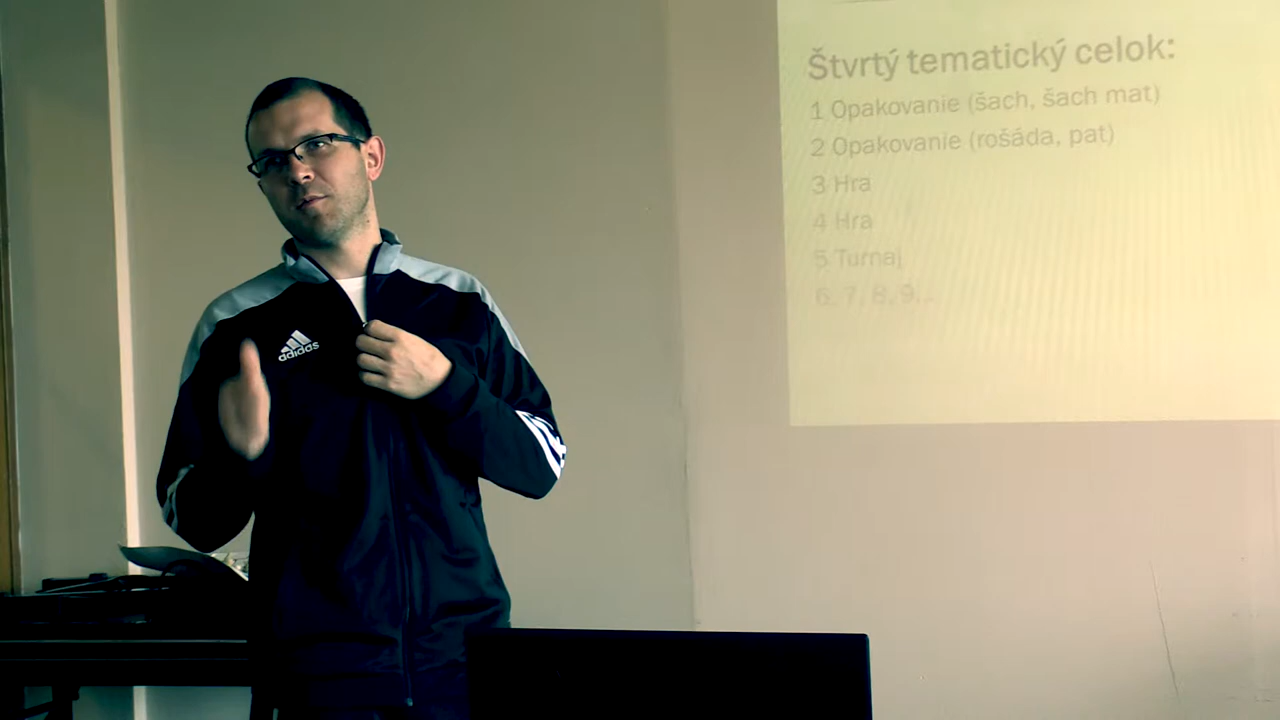 Štvrtý tematický celok:
1 Opakovanie (šach, šach mat)
2 Opakovanie (rošáda, pat)
3 Hra
4 Hra
5 Turnaj
6, 7, 8, 9...
adidas